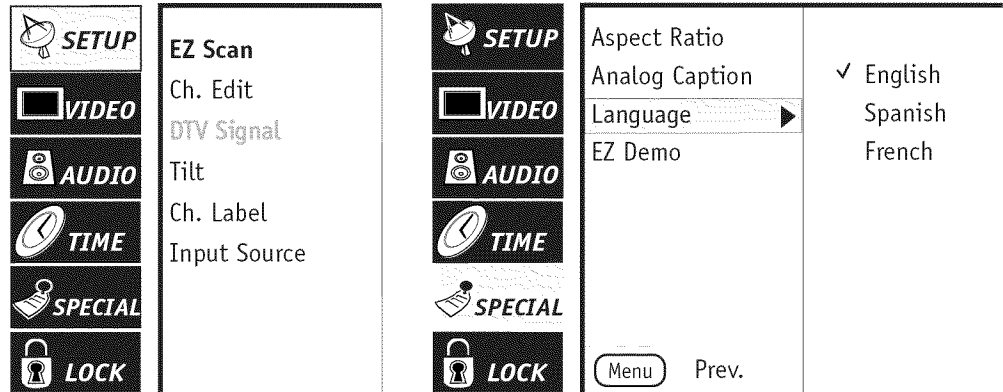 SETUP
VIDEO
AUDIO
TIME
SPECIAL
LOCK
EZ Scan
Ch. Edit
DTV Signal
Tilt
Ch. Label
Input Source
SETUP
VIDEO
AUDIO
TIME
SPECIAL
LOCK
Aspect Ratio
Analog Caption
Language
EZ Demo
Menu Prev.
English
Spanish
French